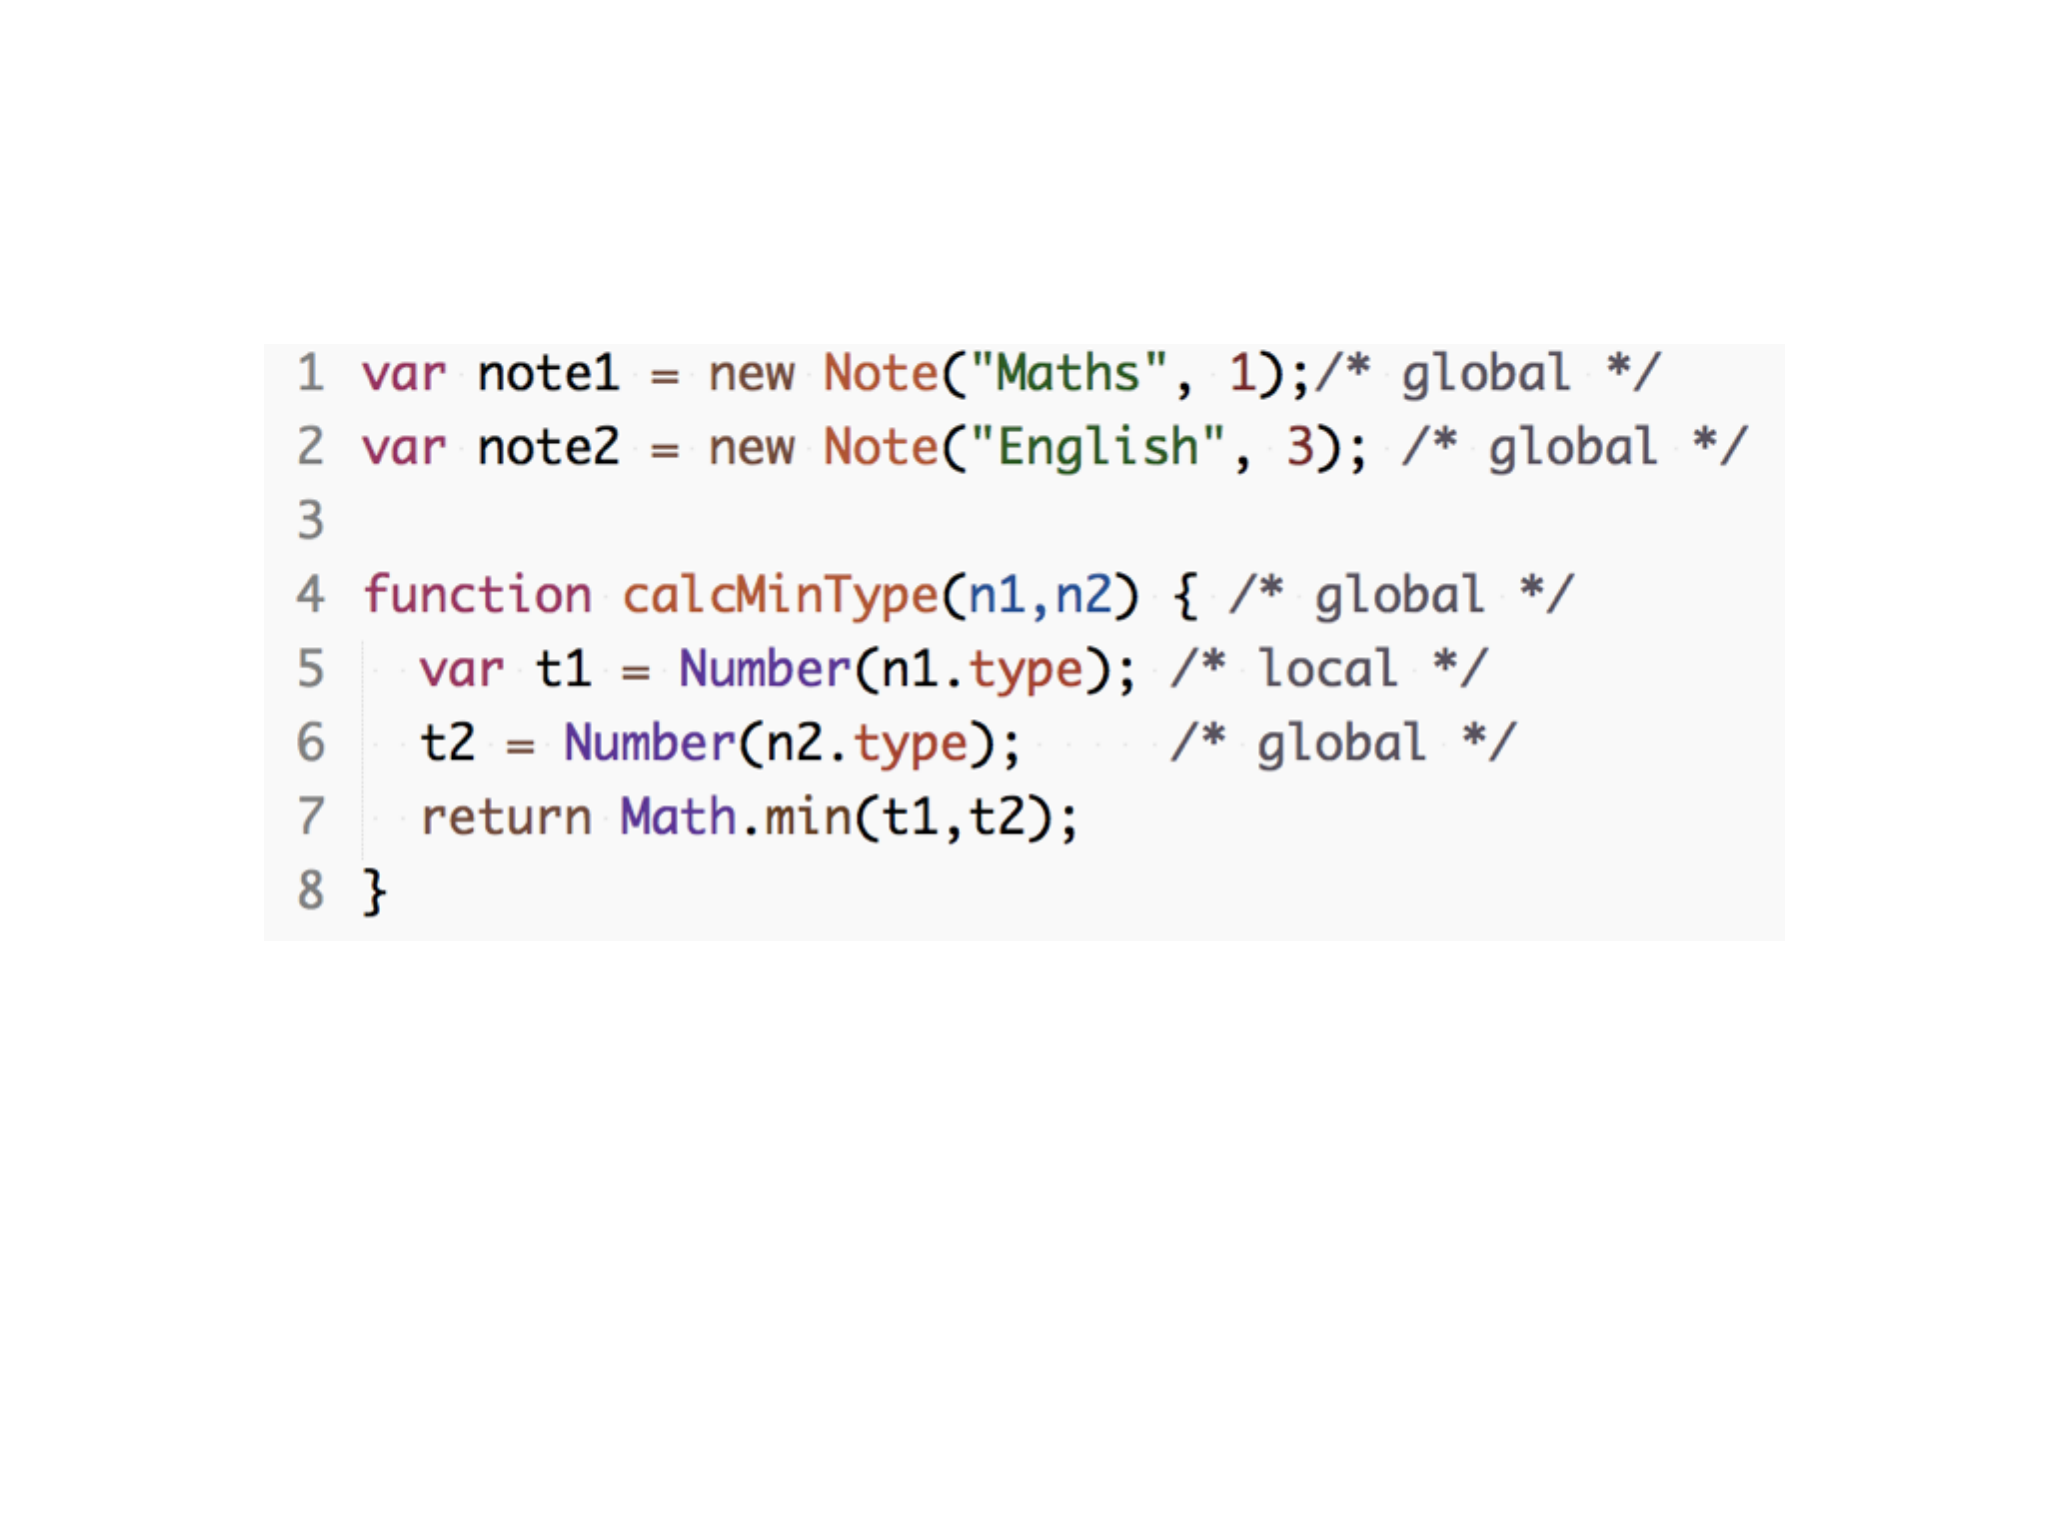 1 var note1 = new Note("Maths", 1);/* global */
2 var note2 = new Note("English", 3); /* global */
3
4 function calcMinType(n1,n2) { /* global */
5   var t1 = Number(n1.type); /* local */
6   t2 = Number(n2.type);     /* global */
7   return Math.min(t1,t2);
8 }